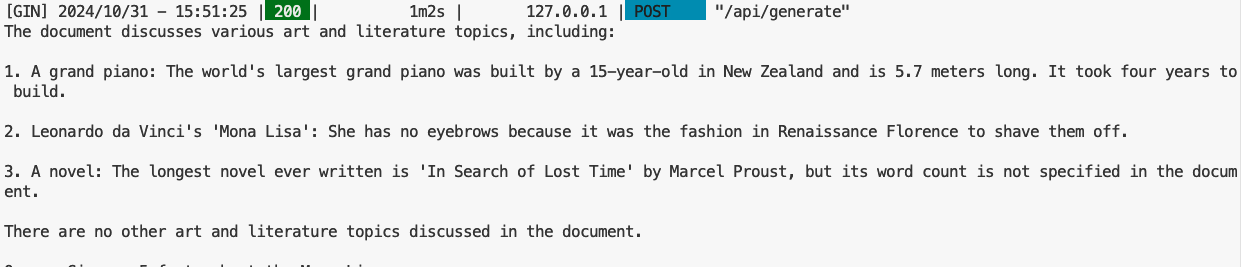 [GIN] 2024/10/31 - 15:51:25 | 200 | 1m2s | 127.0.0.1 | POST "/api/generate"
The document discusses various art and literature topics, including:
1. A grand piano: The world's largest grand piano was built by a 15-year-old in New Zealand and is 5.7 meters long. It took four years to
build.
2. Leonardo da Vinci's 'Mona Lisa': She has no eyebrows because it was the fashion in Renaissance Florence to shave them off.
3. A novel: The longest novel ever written is 'In Search of Lost Time' by Marcel Proust, but its word count is not specified in the docum
ent.
There are no other art and literature topics discussed in the document.